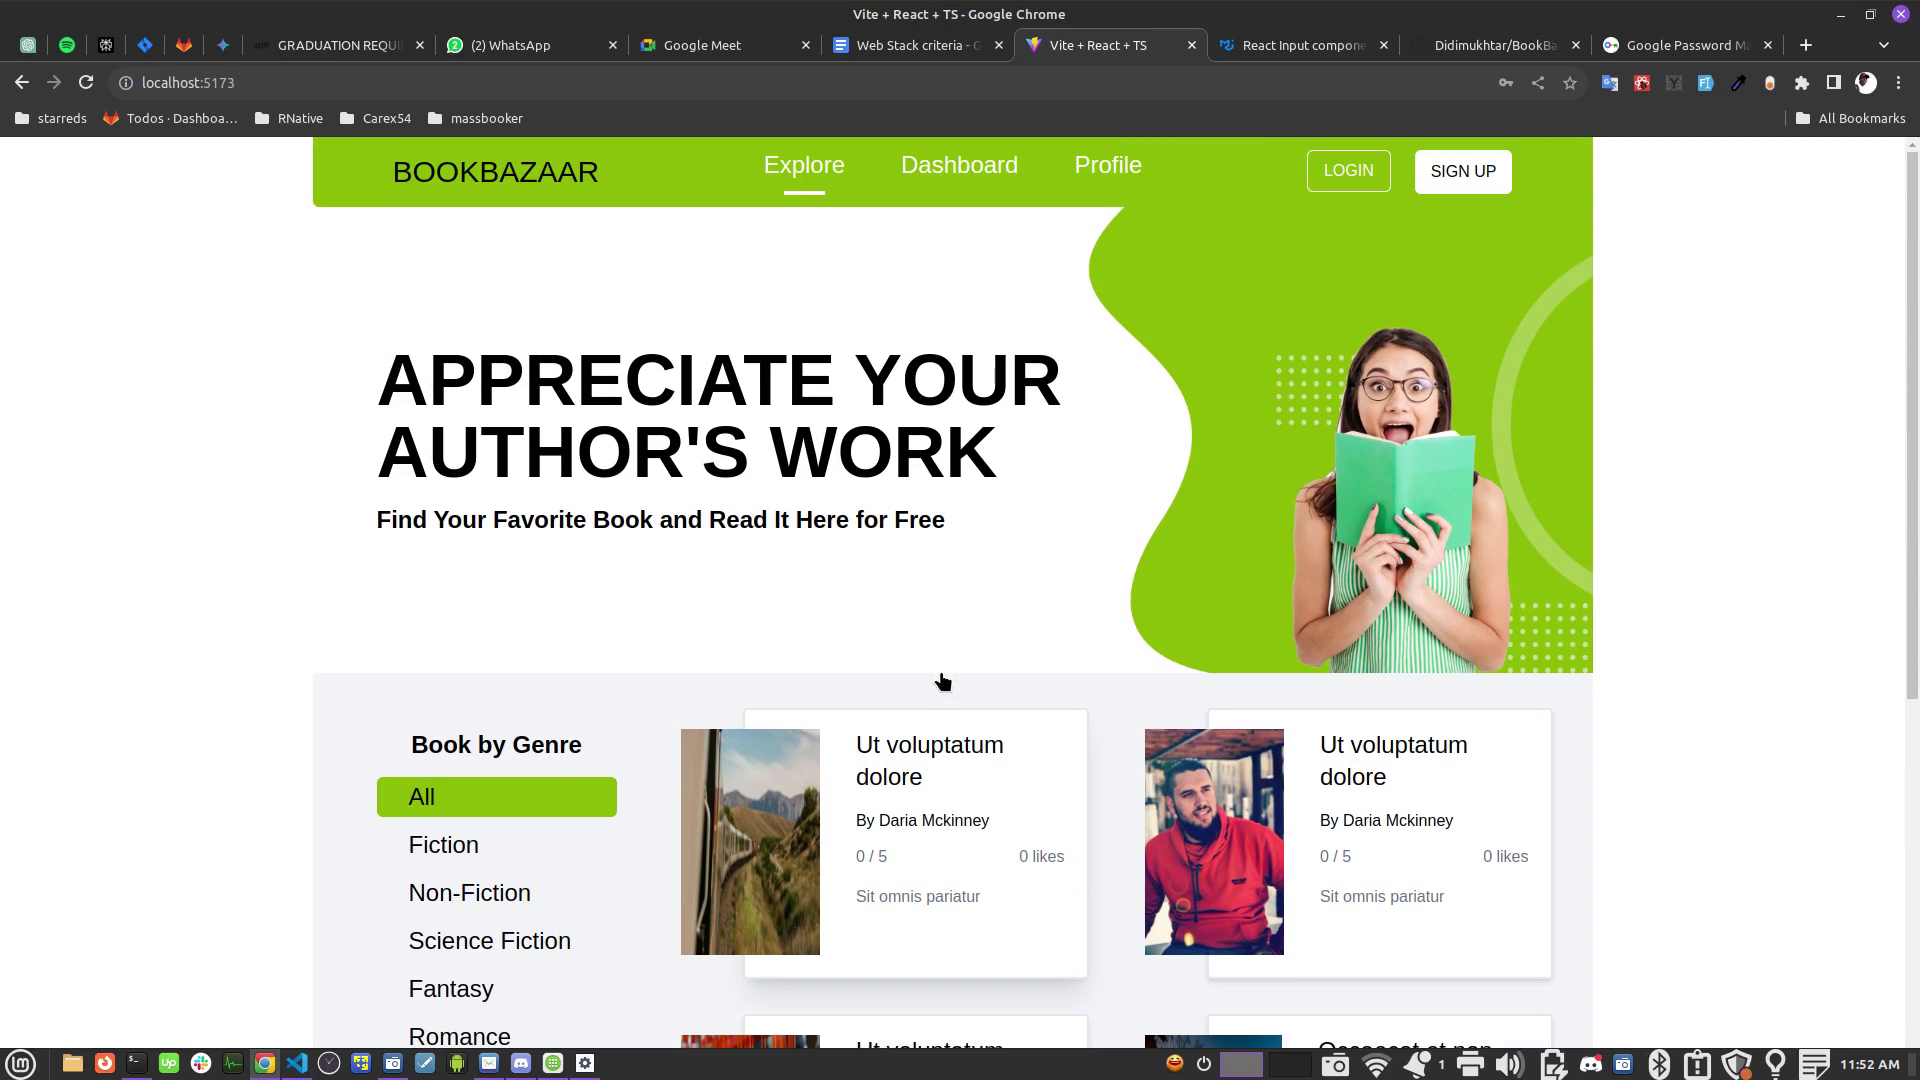 Vite + React + TS - Google Chrome
GRADUATION REQUI
(2) WhatsApp
Google Meet
Web Stack criteria - G
Vite + React + TS
React Input compone
Didimukhtar/BookBa
Google Password Ma
localhost:5173
starreds
Todos · Dashboa...
RNative
Carex54
massbooker
All Bookmarks
BOOKBAZAAR
Explore
Dashboard
Profile
LOGIN
SIGN UP
APPRECIATE YOUR
AUTHOR'S WORK
Find Your Favorite Book and Read It Here for Free
Book by Genre
All
Fiction
Non-Fiction
Science Fiction
Fantasy
Romance
Ut voluptatum
dolore
By Daria Mckinney
0 / 5
0 likes
Sit omnis pariatur
Ut voluptatum
dolore
By Daria Mckinney
0 / 5
0 likes
Sit omnis pariatur
Ut voluptatum
1
11:52 AM